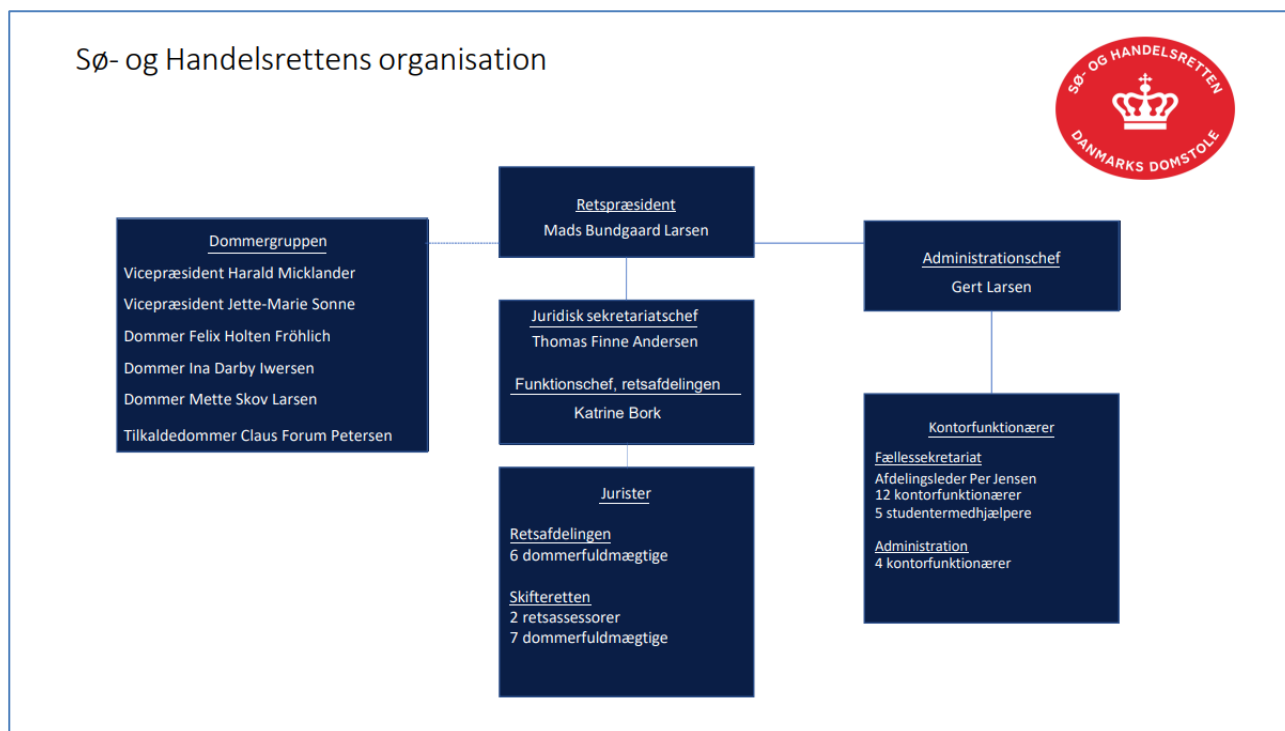 Sø- og Handelsrettens organisation
SØ- OG HANDELSRETTEN
DANMARKS DOMSTOLE
Retspræsident
Mads Bundgaard Larsen
Dommergruppen
Vicepræsident Harald Micklander
Vicepræsident Jette-Marie Sonne
Dommer Felix Holten Fröhlich
Dommer Ina Darby Iwersen
Dommer Mette Skov Larsen
Tilkaldedommer Claus Forum Petersen
Administrationschef
Gert Larsen
Juridisk sekretariatschef
Thomas Finne Andersen
Funktionschef, retsafdelingen
Katrine Bork
Jurister
Retsafdelingen
6 dommerfuldmægtige
Skifteretten
2 retsassessorer
7 dommerfuldmægtige
Kontorfunktionærer
Fællessekretariat
Afdelingsleder Per Jensen
12 kontorfunktionærer
5 studentermedhjælpere
Administration
4 kontorfunktionærer